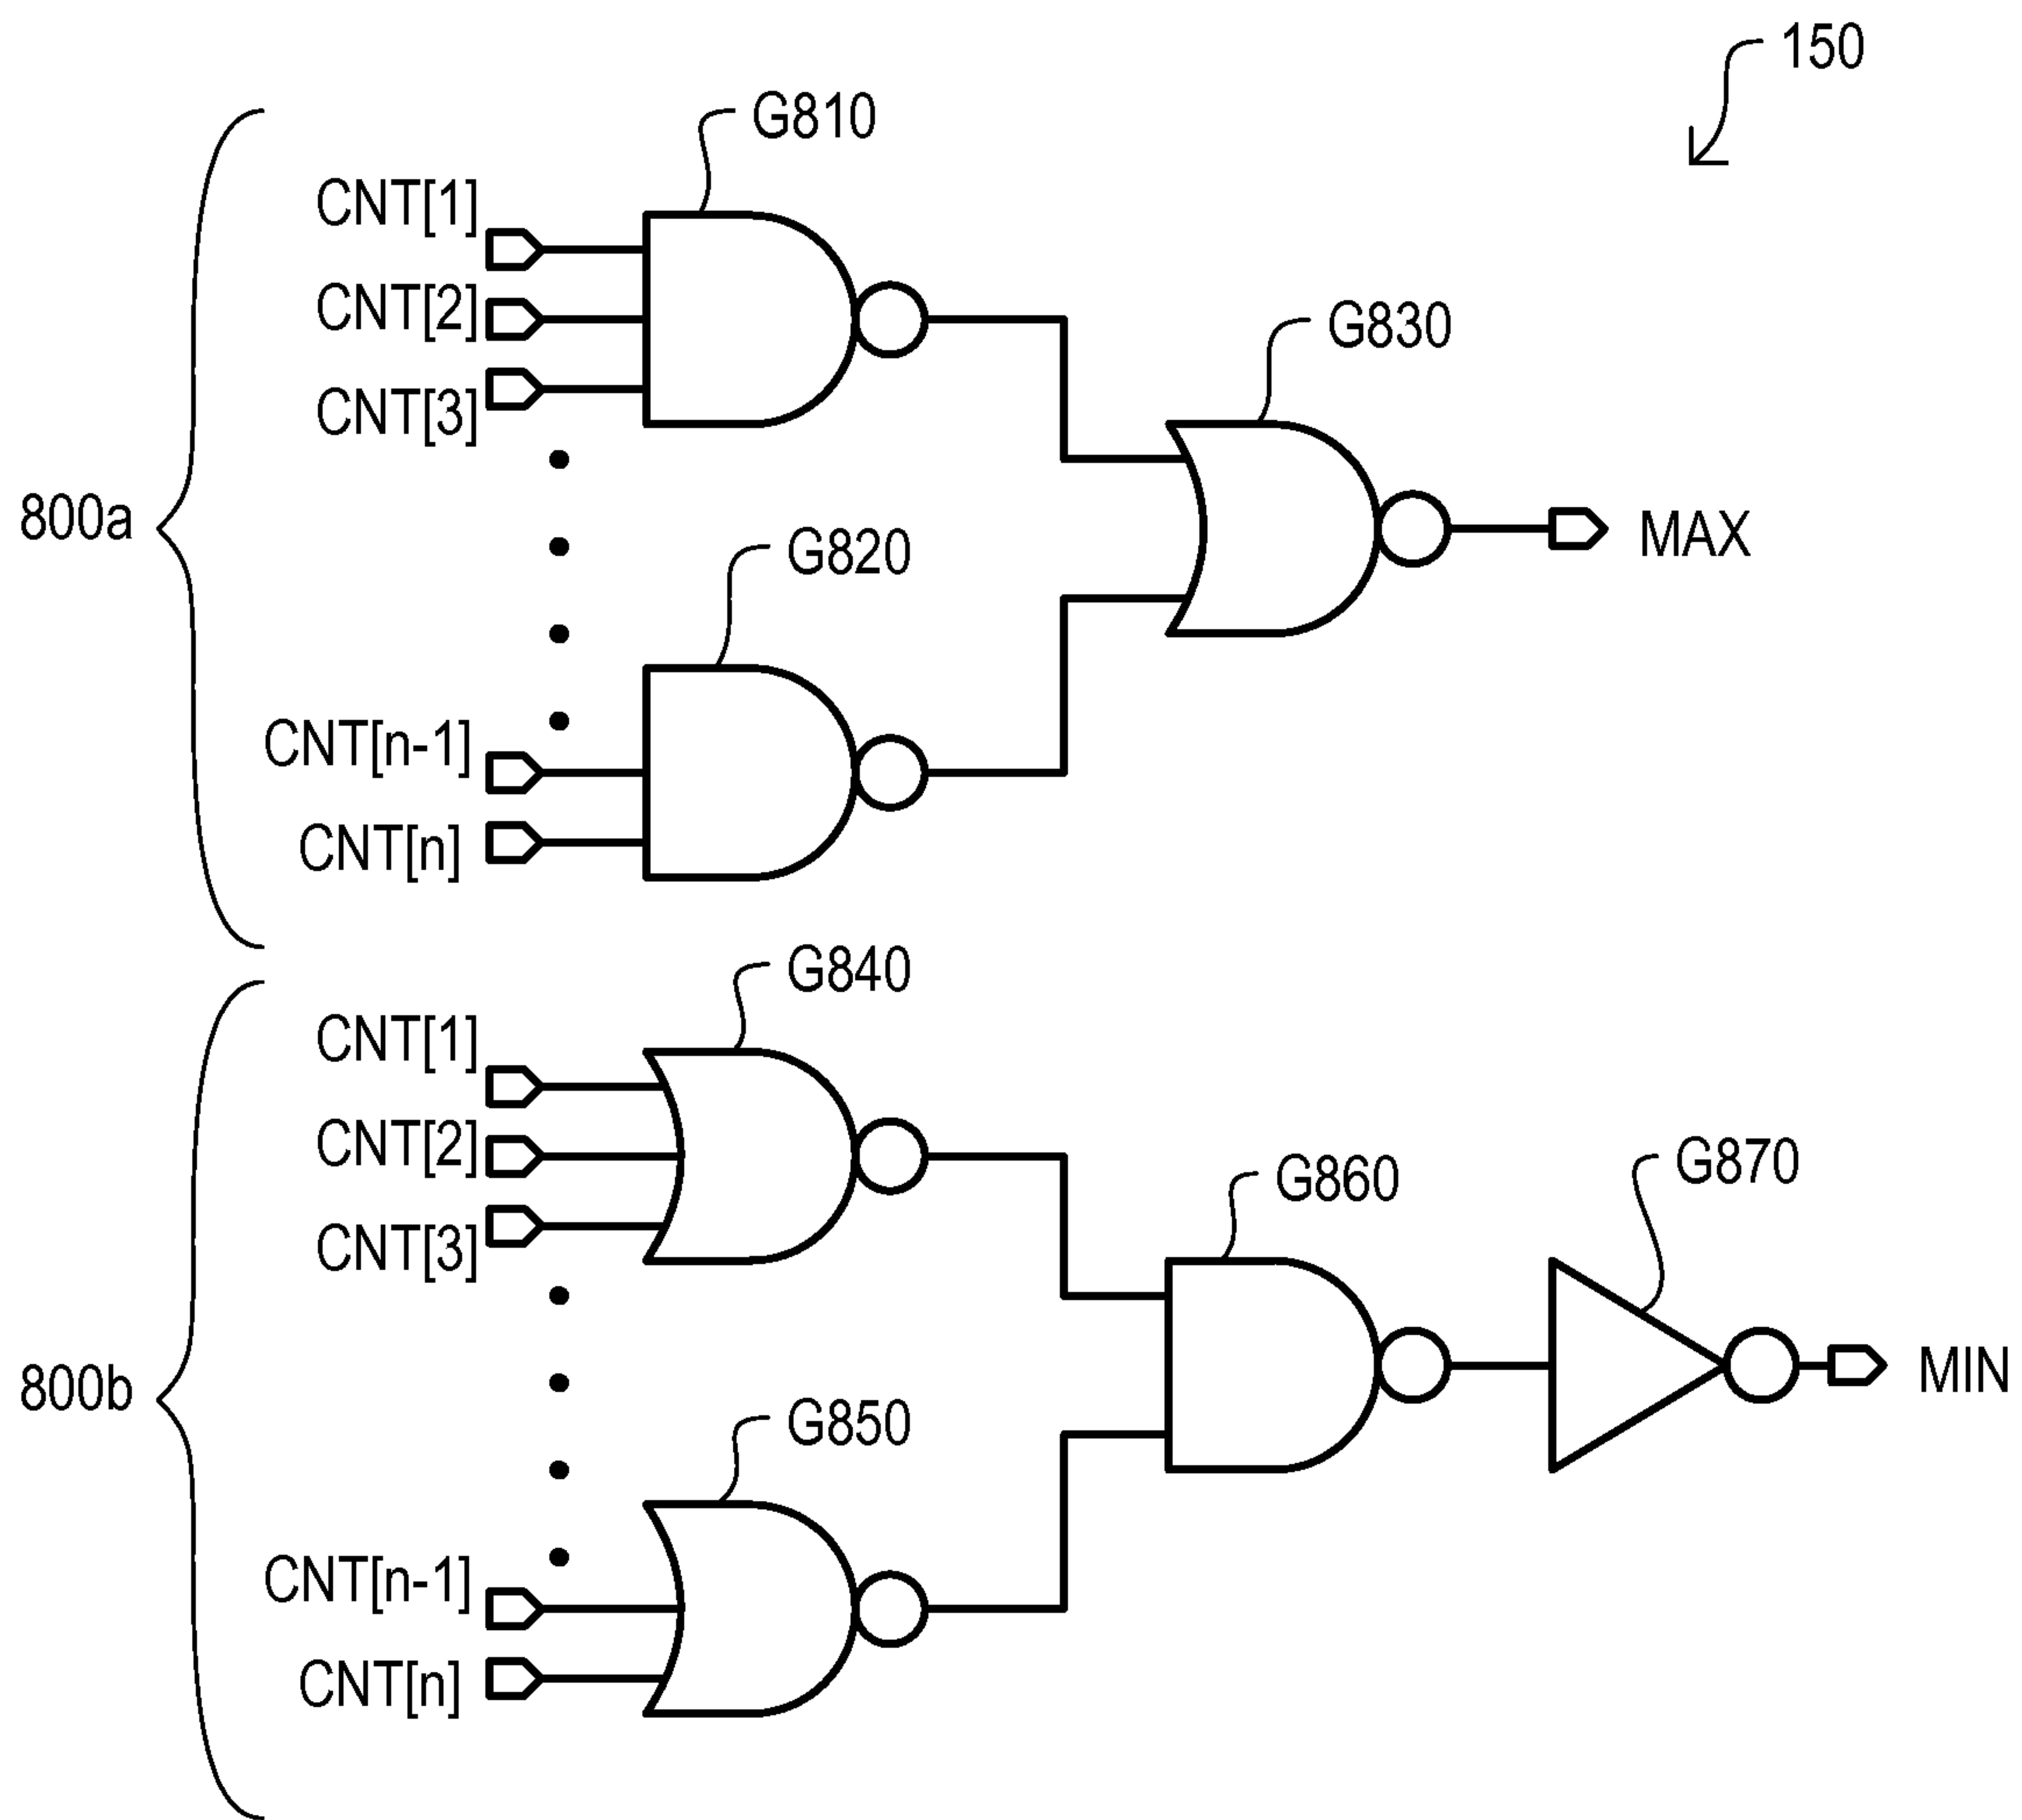 150
G810
CNT[1]
CNT[2]
CNT[3]
G830
800a
MAX
G820
CNT[n-1]
CNT[n]
G840
CNT[1]
CNT[2]
CNT[3]
G860
G870
800b
MIN
G850
CNT[n-1]
CNT[n]